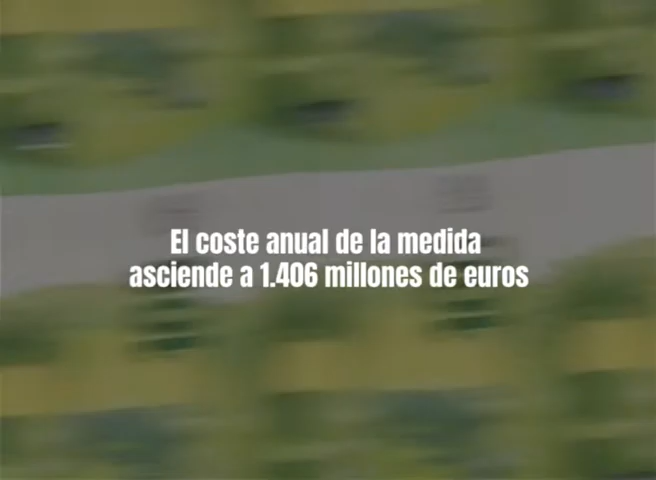 El coste anual de la medida
asciende a 1.406 millones de euros